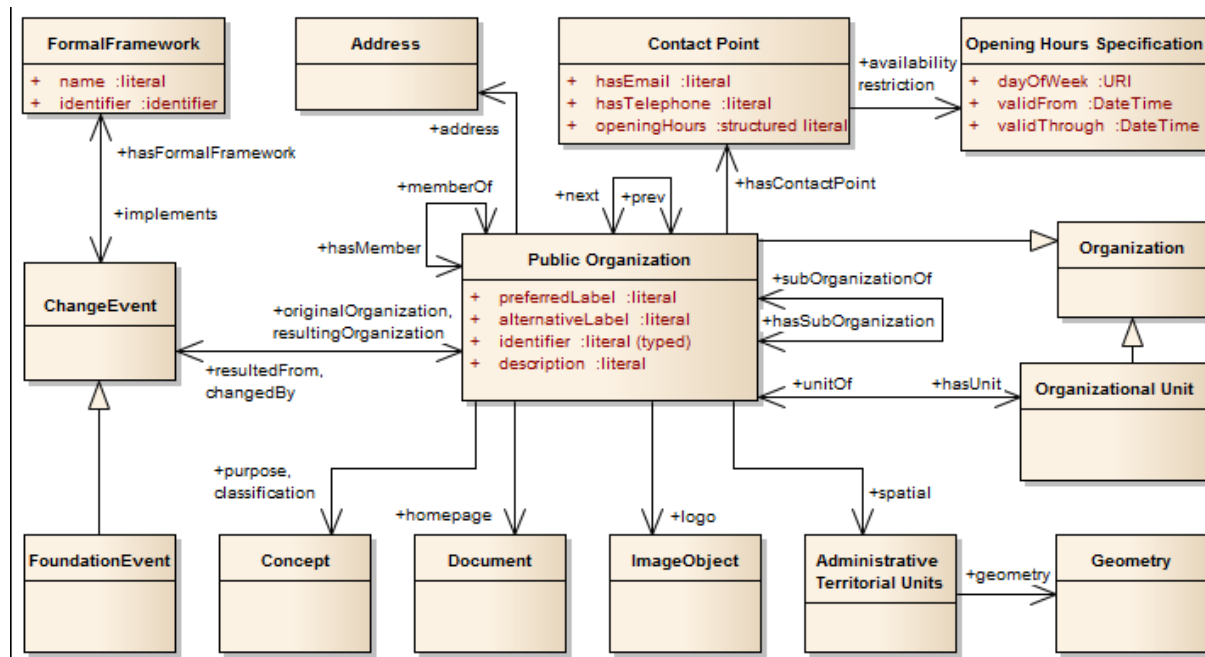 FormalFramework
+ name :literal
+ identifier :identifier
Address
Contact Point
+ hasEmail :literal
+ hasTelephone :literal
+ openingHours :structured literal
+availability
restriction
Opening Hours Specification
+ dayOfWeek :URI
+ validFrom :DateTime
+ validThrough :DateTime
+hasFormalFramework
+implements
+address
+memberOf
+hasMember
+next
+prev
+hasContactPoint
ChangeEvent
+originalOrganization,
resultingOrganization
+resultedFrom,
changedBy
Public Organization
+ preferredLabel :literal
+ alternativeLabel :literal
+ identifier :literal (typed)
+ description :literal
+subOrganizationOf
+hasSubOrganization
+unitOf
+hasUnit
Organization
Organizational Unit
+purpose,
classification
+homepage
+logo
+spatial
FoundationEvent
Concept
Document
ImageObject
Administrative
Territorial Units
+geometry
Geometry